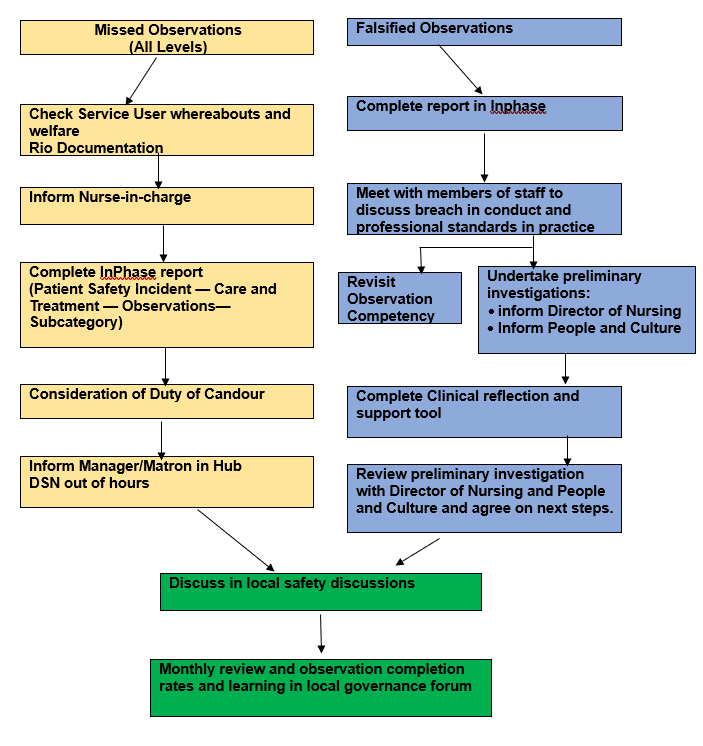 Missed Observations
(All Levels)
Check Service User whereabouts and
welfare
Rio Documentation
Inform Nurse-in-charge
Complete InPhase report
(Patient Safety Incident — Care and
Treatment — Observations—
Subcategory)
Consideration of Duty of Candour
Inform Manager/Matron in Hub
DSN out of hours
Falsified Observations
Complete report in Inphase
Meet with members of staff to
discuss breach in conduct and
professional standards in practice
Revisit
Observation
Competency
Undertake preliminary
investigations:
• inform Director of Nursing
• Inform People and Culture
Complete Clinical reflection and
support tool
Review preliminary investigation
with Director of Nursing and People
and Culture and agree on next steps.
Discuss in local safety discussions
Monthly review and observation completion
rates and learning in local governance forum